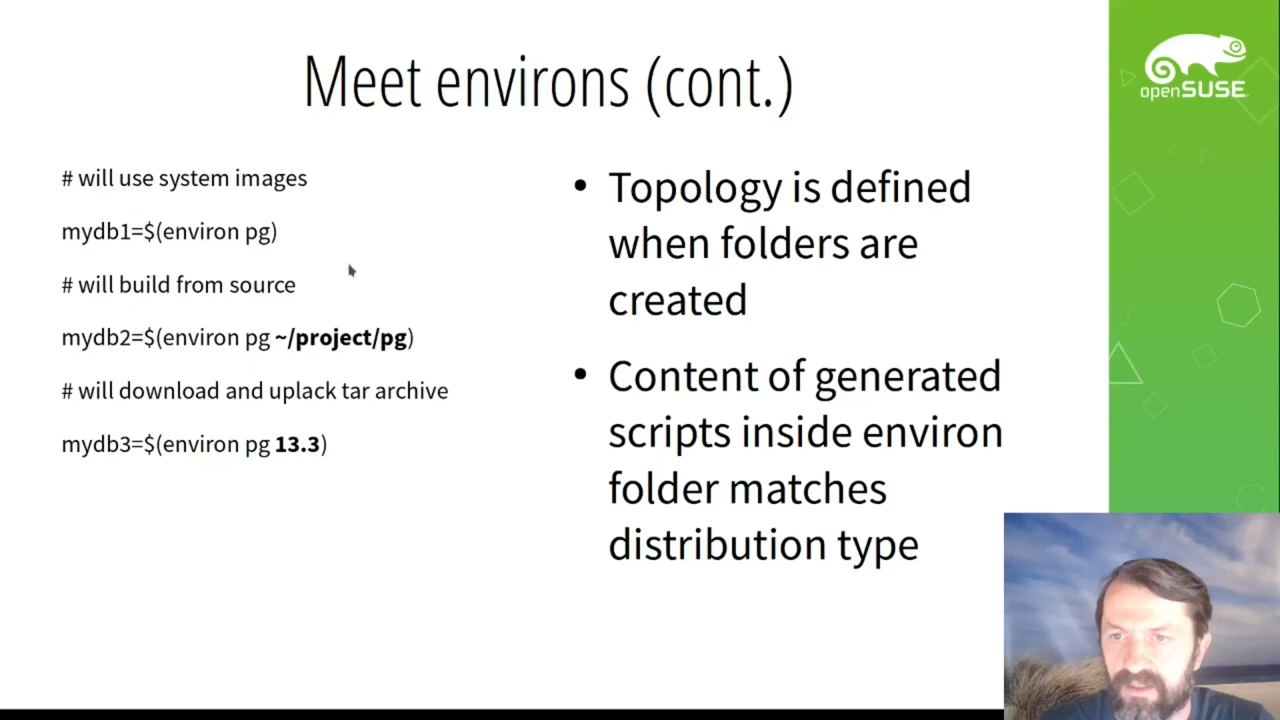 Meet environs (cont.)
# will use system images
mydb1=$(environ pg)
# will build from source
mydb2=$(environ pg ~/project/pg)
# will download and uplack tar archive
mydb3=$(environ pg 13.3)
• Topology is defined
when folders are
created
• Content of generated
scripts inside environ
folder matches
distribution type
openSUSE